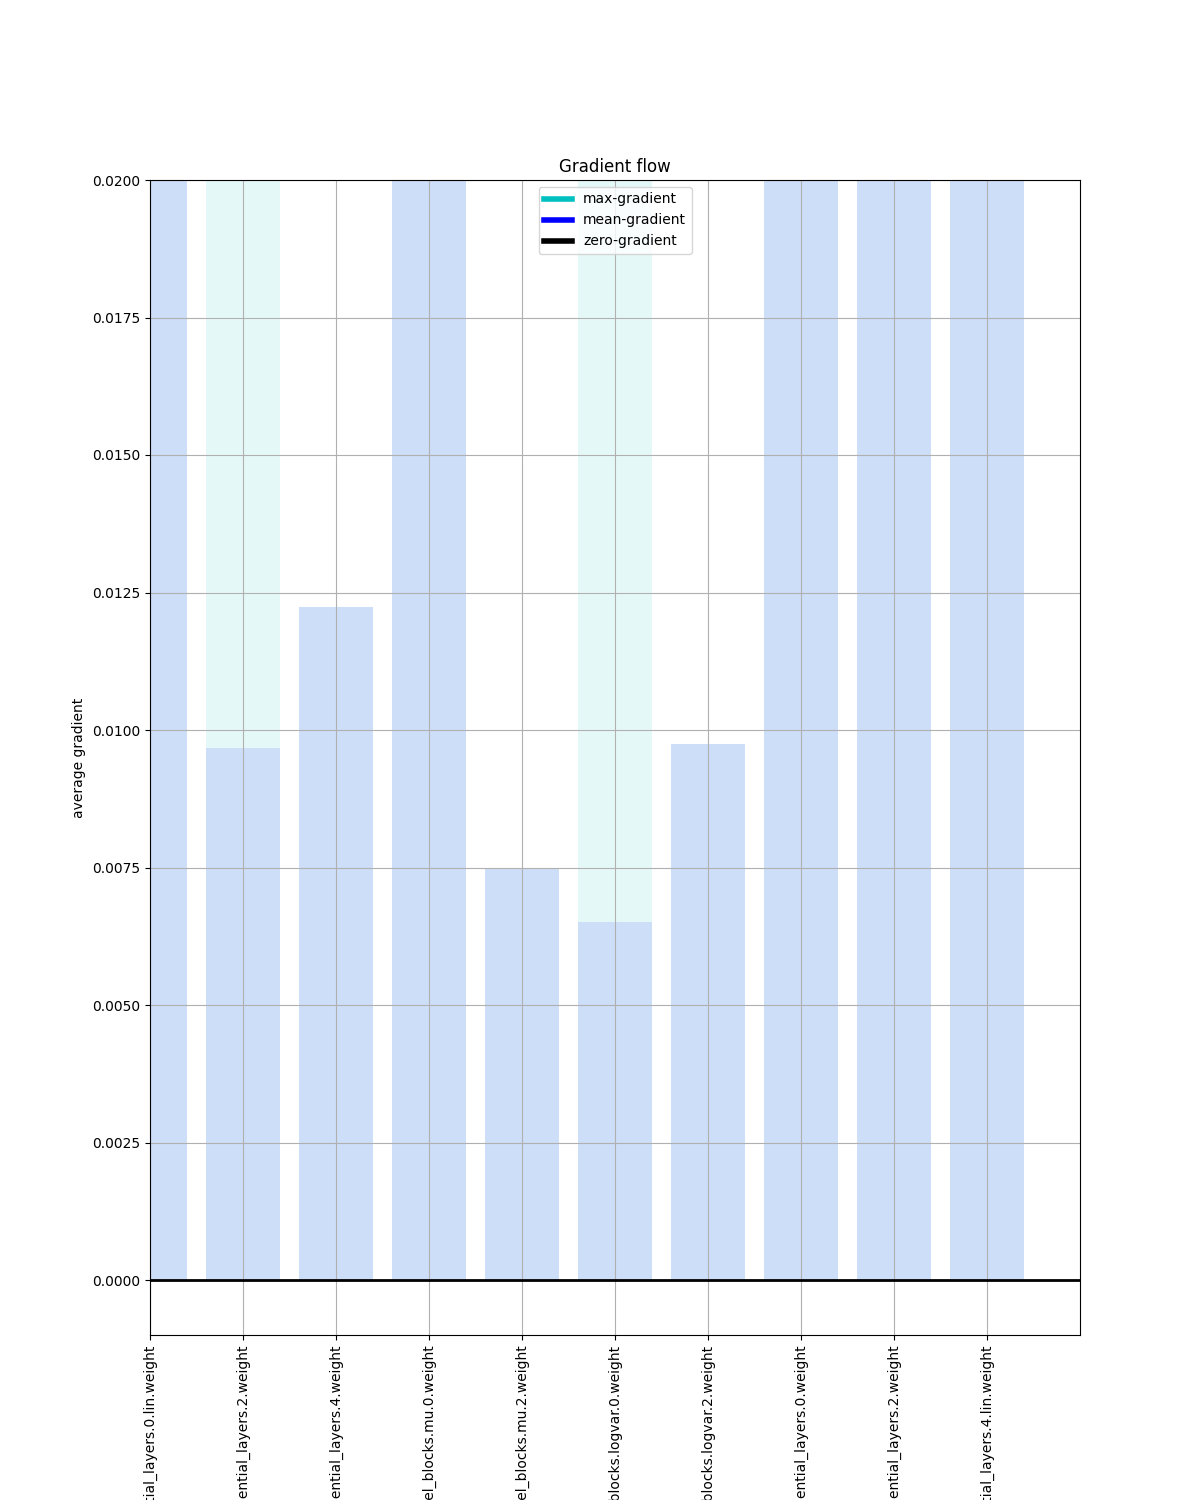 Gradient flow
max-gradient
mean-gradient
zero-gradient
0.0200
0.0175
0.0150
0.0125
0.0100
0.0075
0.0050
0.0025
0.0000
average gradient
tial_layers.0.lin.weight
ential_layers.2.weight
ential_layers.4.weight
el_blocks.mu.0.weight
el_blocks.mu.2.weight
blocks.logvar.0.weight
blocks.logvar.2.weight
ential_layers.0.weight
ential_layers.2.weight
tial_layers.4.lin.weight